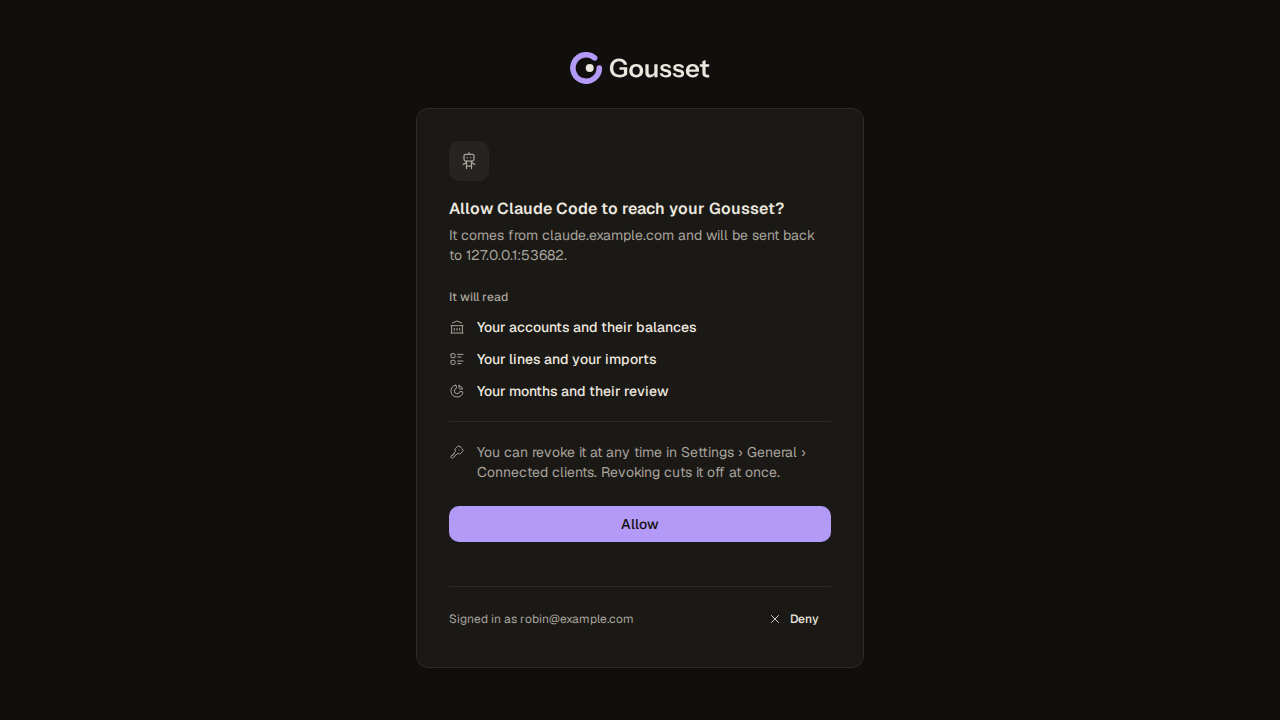 Gousset
Allow Claude Code to reach your Gousset?
It comes from claude.example.com and will be sent back
to 127.0.0.1:53682.
It will read
Your accounts and their balances
Your lines and your imports
Your months and their review
You can revoke it at any time in Settings › General ›
Connected clients. Revoking cuts it off at once.
Allow
Signed in as robin@example.com
Deny